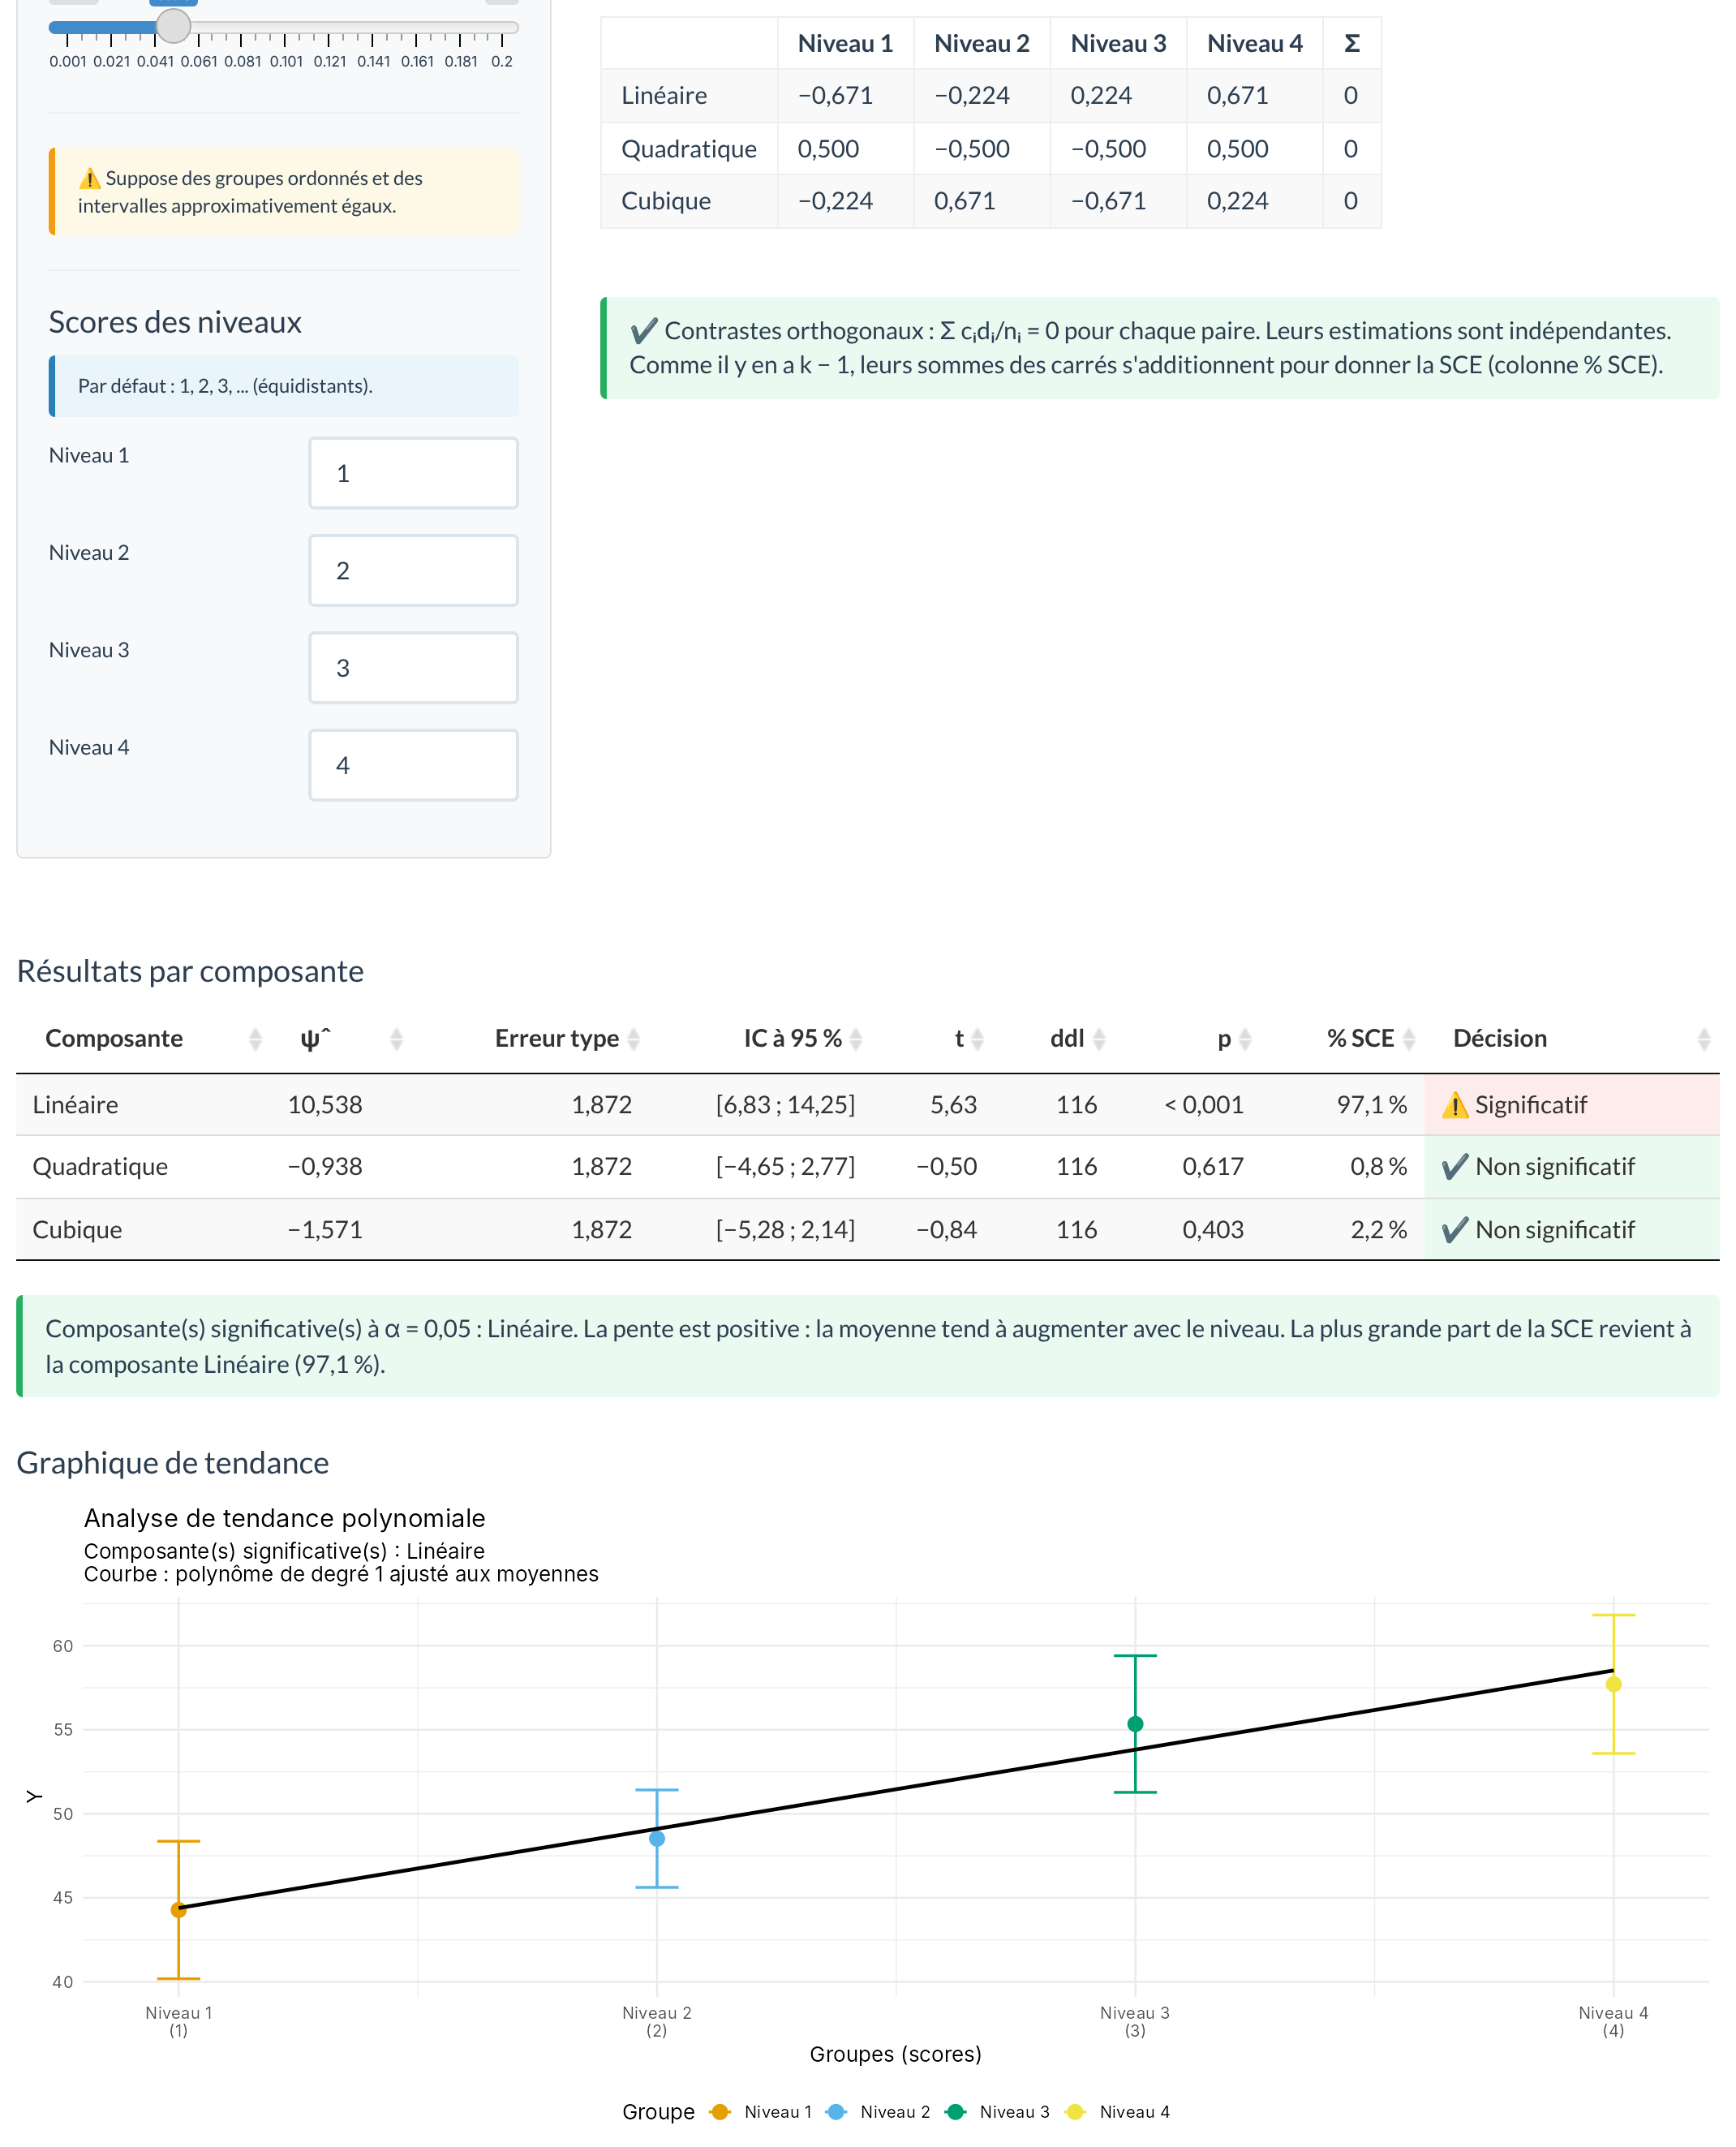 0.001 0.021 0.041 0.061 0.081 0.101 0.121 0.141 0.161 0.181 0.2
⚠️ Suppose des groupes ordonnés et des
intervalles approximativement égaux.
Scores des niveaux
Par défaut : 1, 2, 3, ... (équidistants).
Niveau 1
1
Niveau 2
2
Niveau 3
3
Niveau 4
4
Niveau 1 Niveau 2 Niveau 3 Niveau 4 Σ
Linéaire −0,671 −0,224 0,224 0,671 0
Quadratique 0,500 −0,500 −0,500 0,500 0
Cubique −0,224 0,671 −0,671 0,224 0
✔️ Contrastes orthogonaux : Σ cᵢdᵢ/nᵢ = 0 pour chaque paire. Leurs estimations sont indépendantes.
Comme il y en a k − 1, leurs sommes des carrés s'additionnent pour donner la SCE (colonne % SCE).
Résultats par composante
Composante ψˆ Erreur type IC à 95 % t ddl p % SCE Décision
Linéaire 10,538 1,872 [6,83 ; 14,25] 5,63 116 < 0,001 97,1 % ⚠️ Significatif
Quadratique −0,938 1,872 [−4,65 ; 2,77] −0,50 116 0,617 0,8 % ✔️ Non significatif
Cubique −1,571 1,872 [−5,28 ; 2,14] −0,84 116 0,403 2,2 % ✔️ Non significatif
Composante(s) significative(s) à α = 0,05 : Linéaire. La pente est positive : la moyenne tend à augmenter avec le niveau. La plus grande part de la SCE revient à
la composante Linéaire (97,1 %).
Graphique de tendance
Analyse de tendance polynomiale
Composante(s) significative(s) : Linéaire
Courbe : polynôme de degré 1 ajusté aux moyennes
60
55
50
45
40
Y
Niveau 1 Niveau 2 Niveau 3 Niveau 4
(1) (2) (3) (4)
Groupes (scores)
Groupe Niveau 1 Niveau 2 Niveau 3 Niveau 4